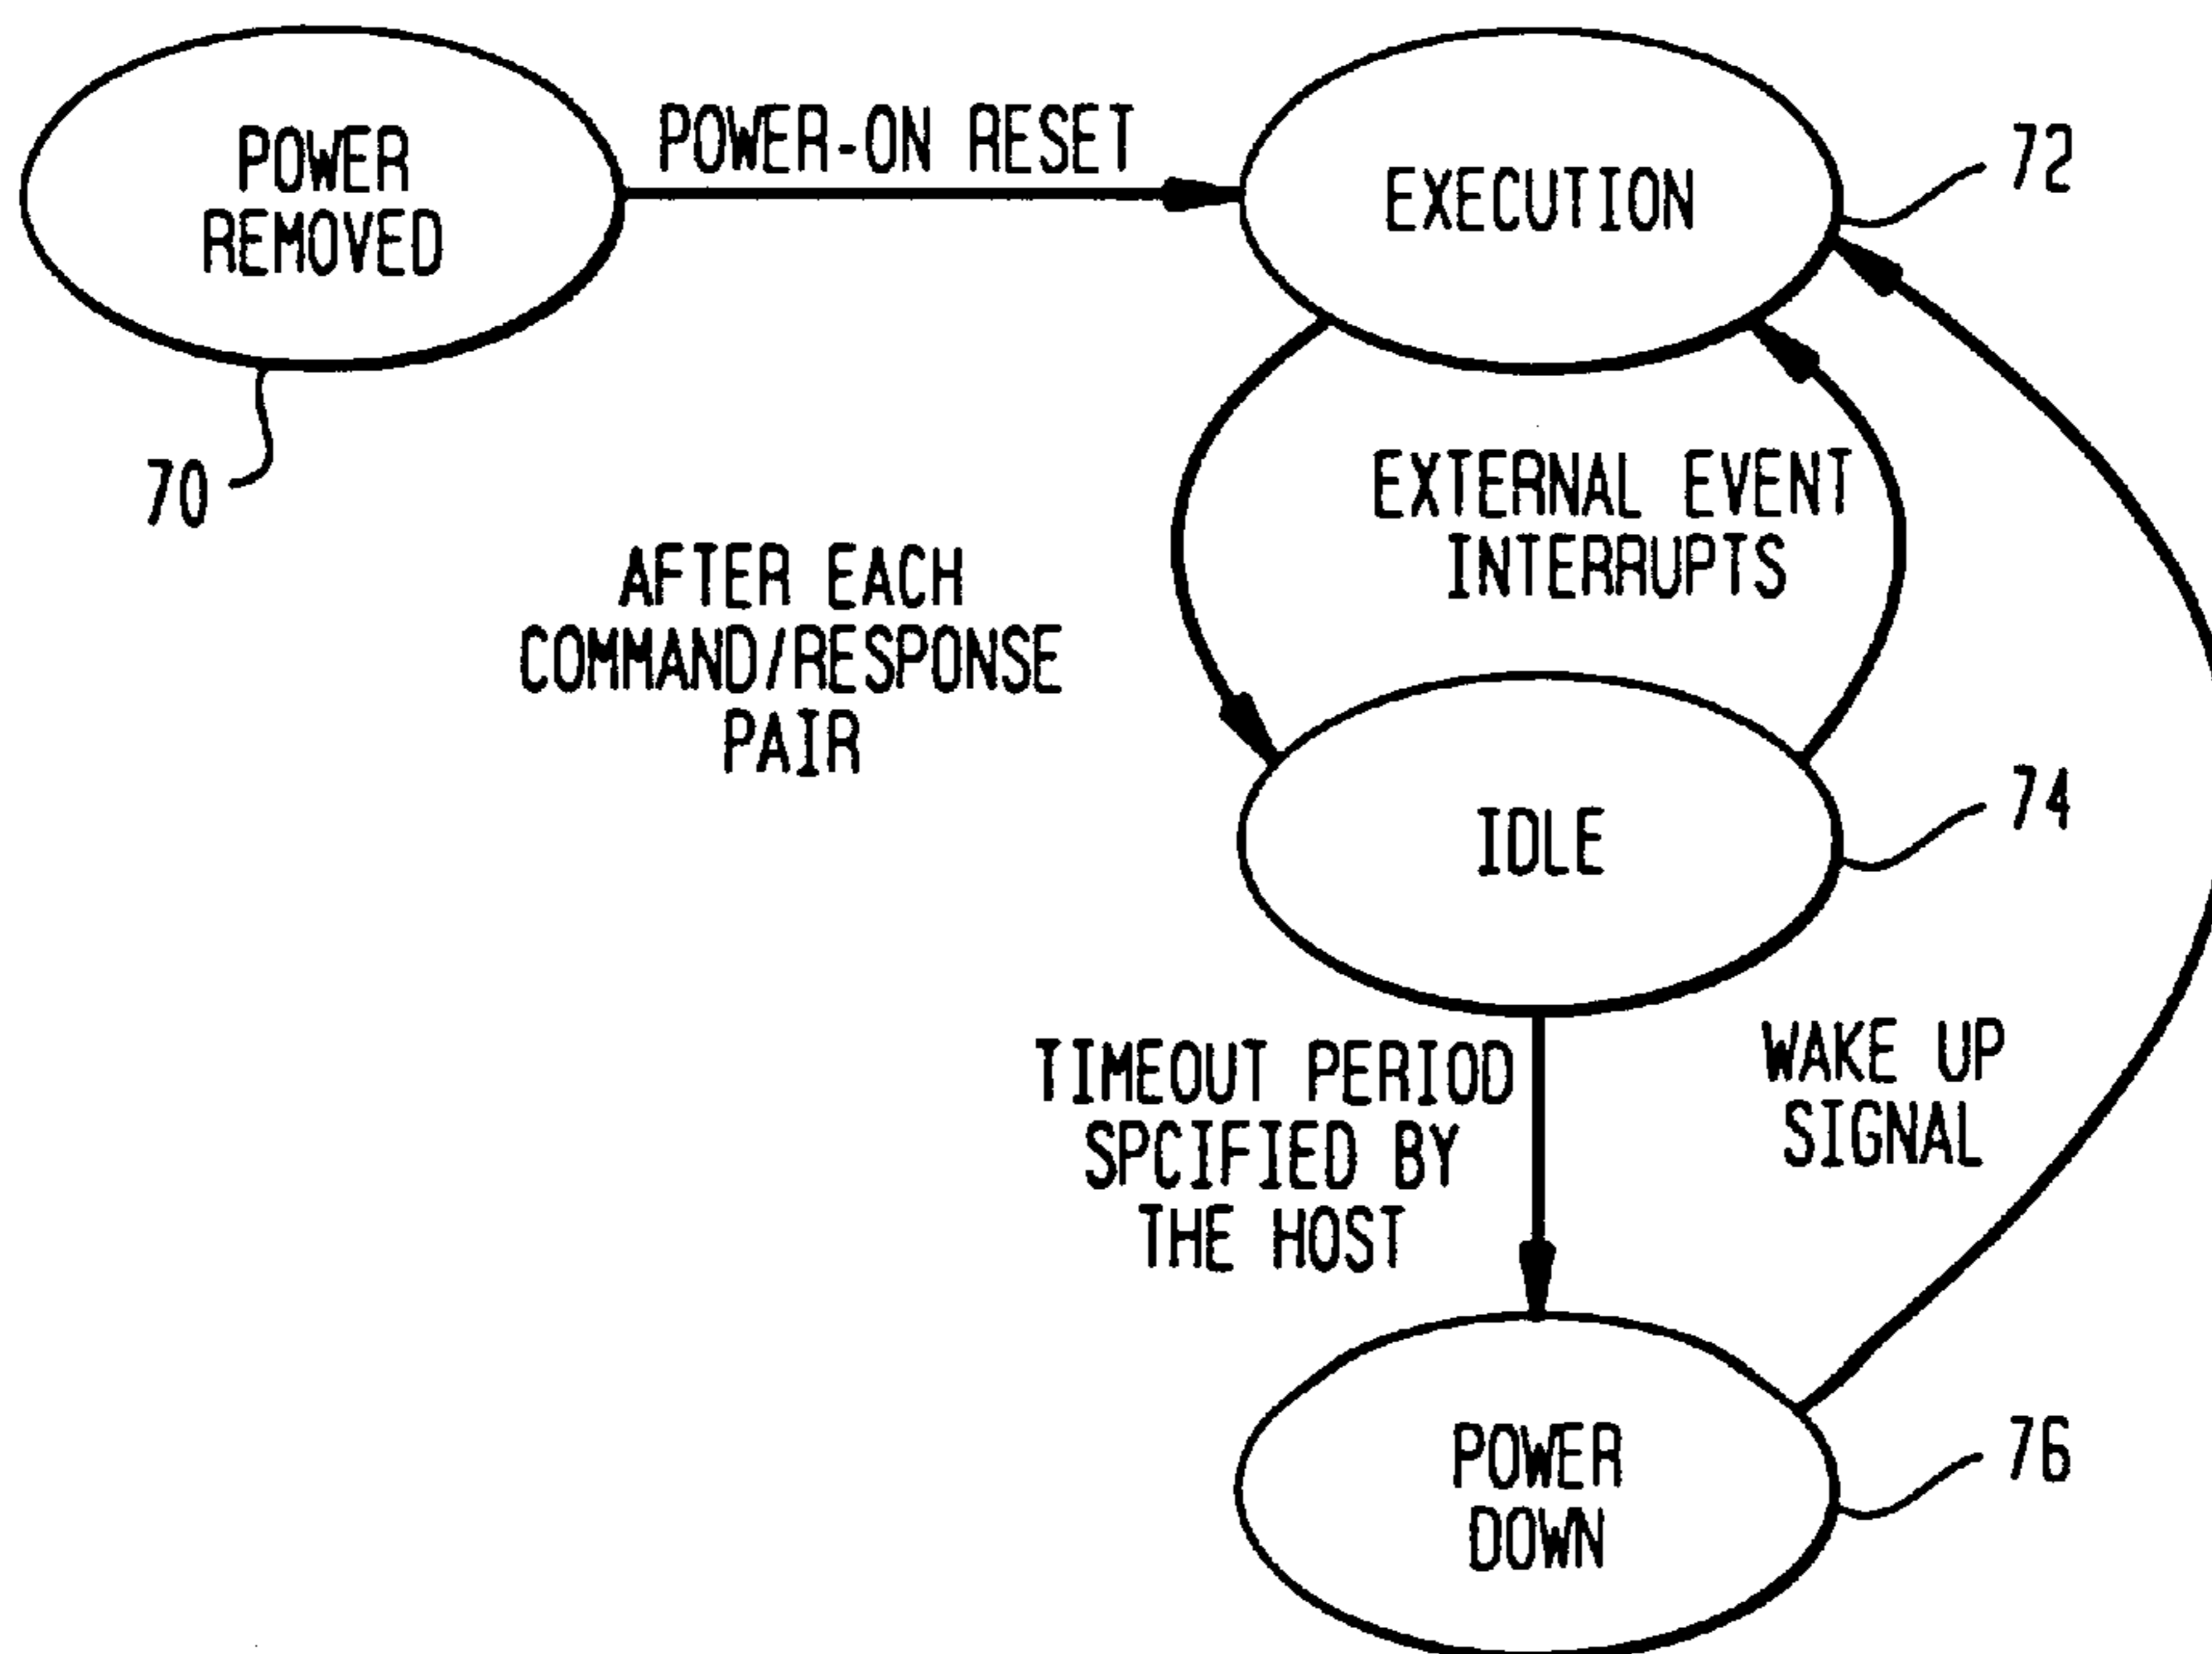 POWER
REMOVED
70
POWER-ON RESET
EXECUTION
72
EXTERNAL EVENT
INTERRUPTS
AFTER EACH
COMMAND/RESPONSE
PAIR
IDLE
74
TIMEOUT PERIOD
SPCIFIED BY
THE HOST
WAKE UP
SIGNAL
POWER
DOWN
76